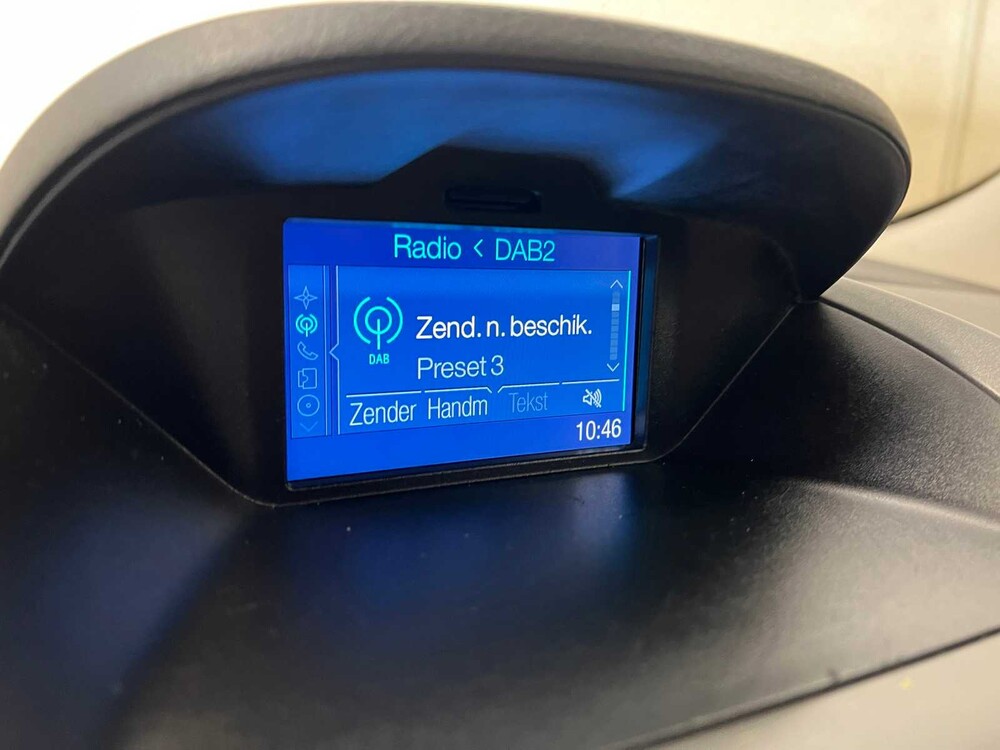 Radio < DAB2
Zend. n. beschik.
DAB
Preset 3
Zender Handm Tekst
10:46